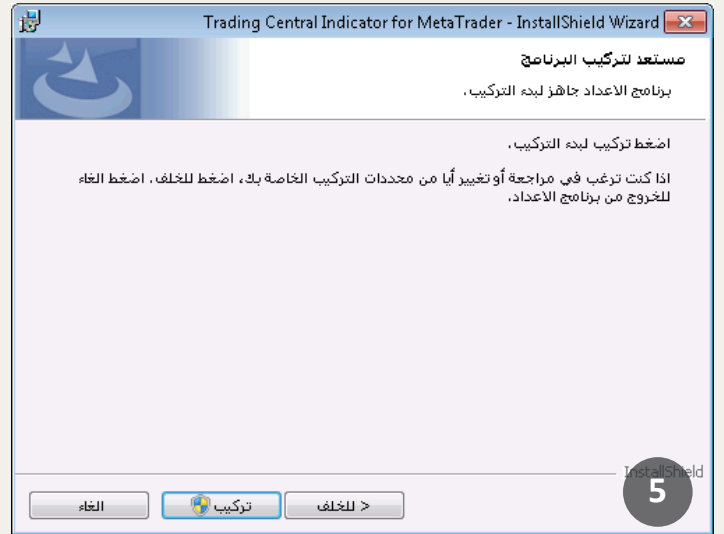 Trading Central Indicator for MetaTrader - InstallShield Wizard
مستعد لتركيب البرنامج
برنامج الاعداد جاهز لبدء التركيب.
اضغط تركيب لبدء التركيب.
اذا كنت ترغب في مراجعة أو تغيير أيا من محددات التركيب الخاصة بك، اضغط للخلف. اضغط الغاء
للخروج من برنامج الاعداد.
InstallShield
5
< للخلف
تركيب
الغاء